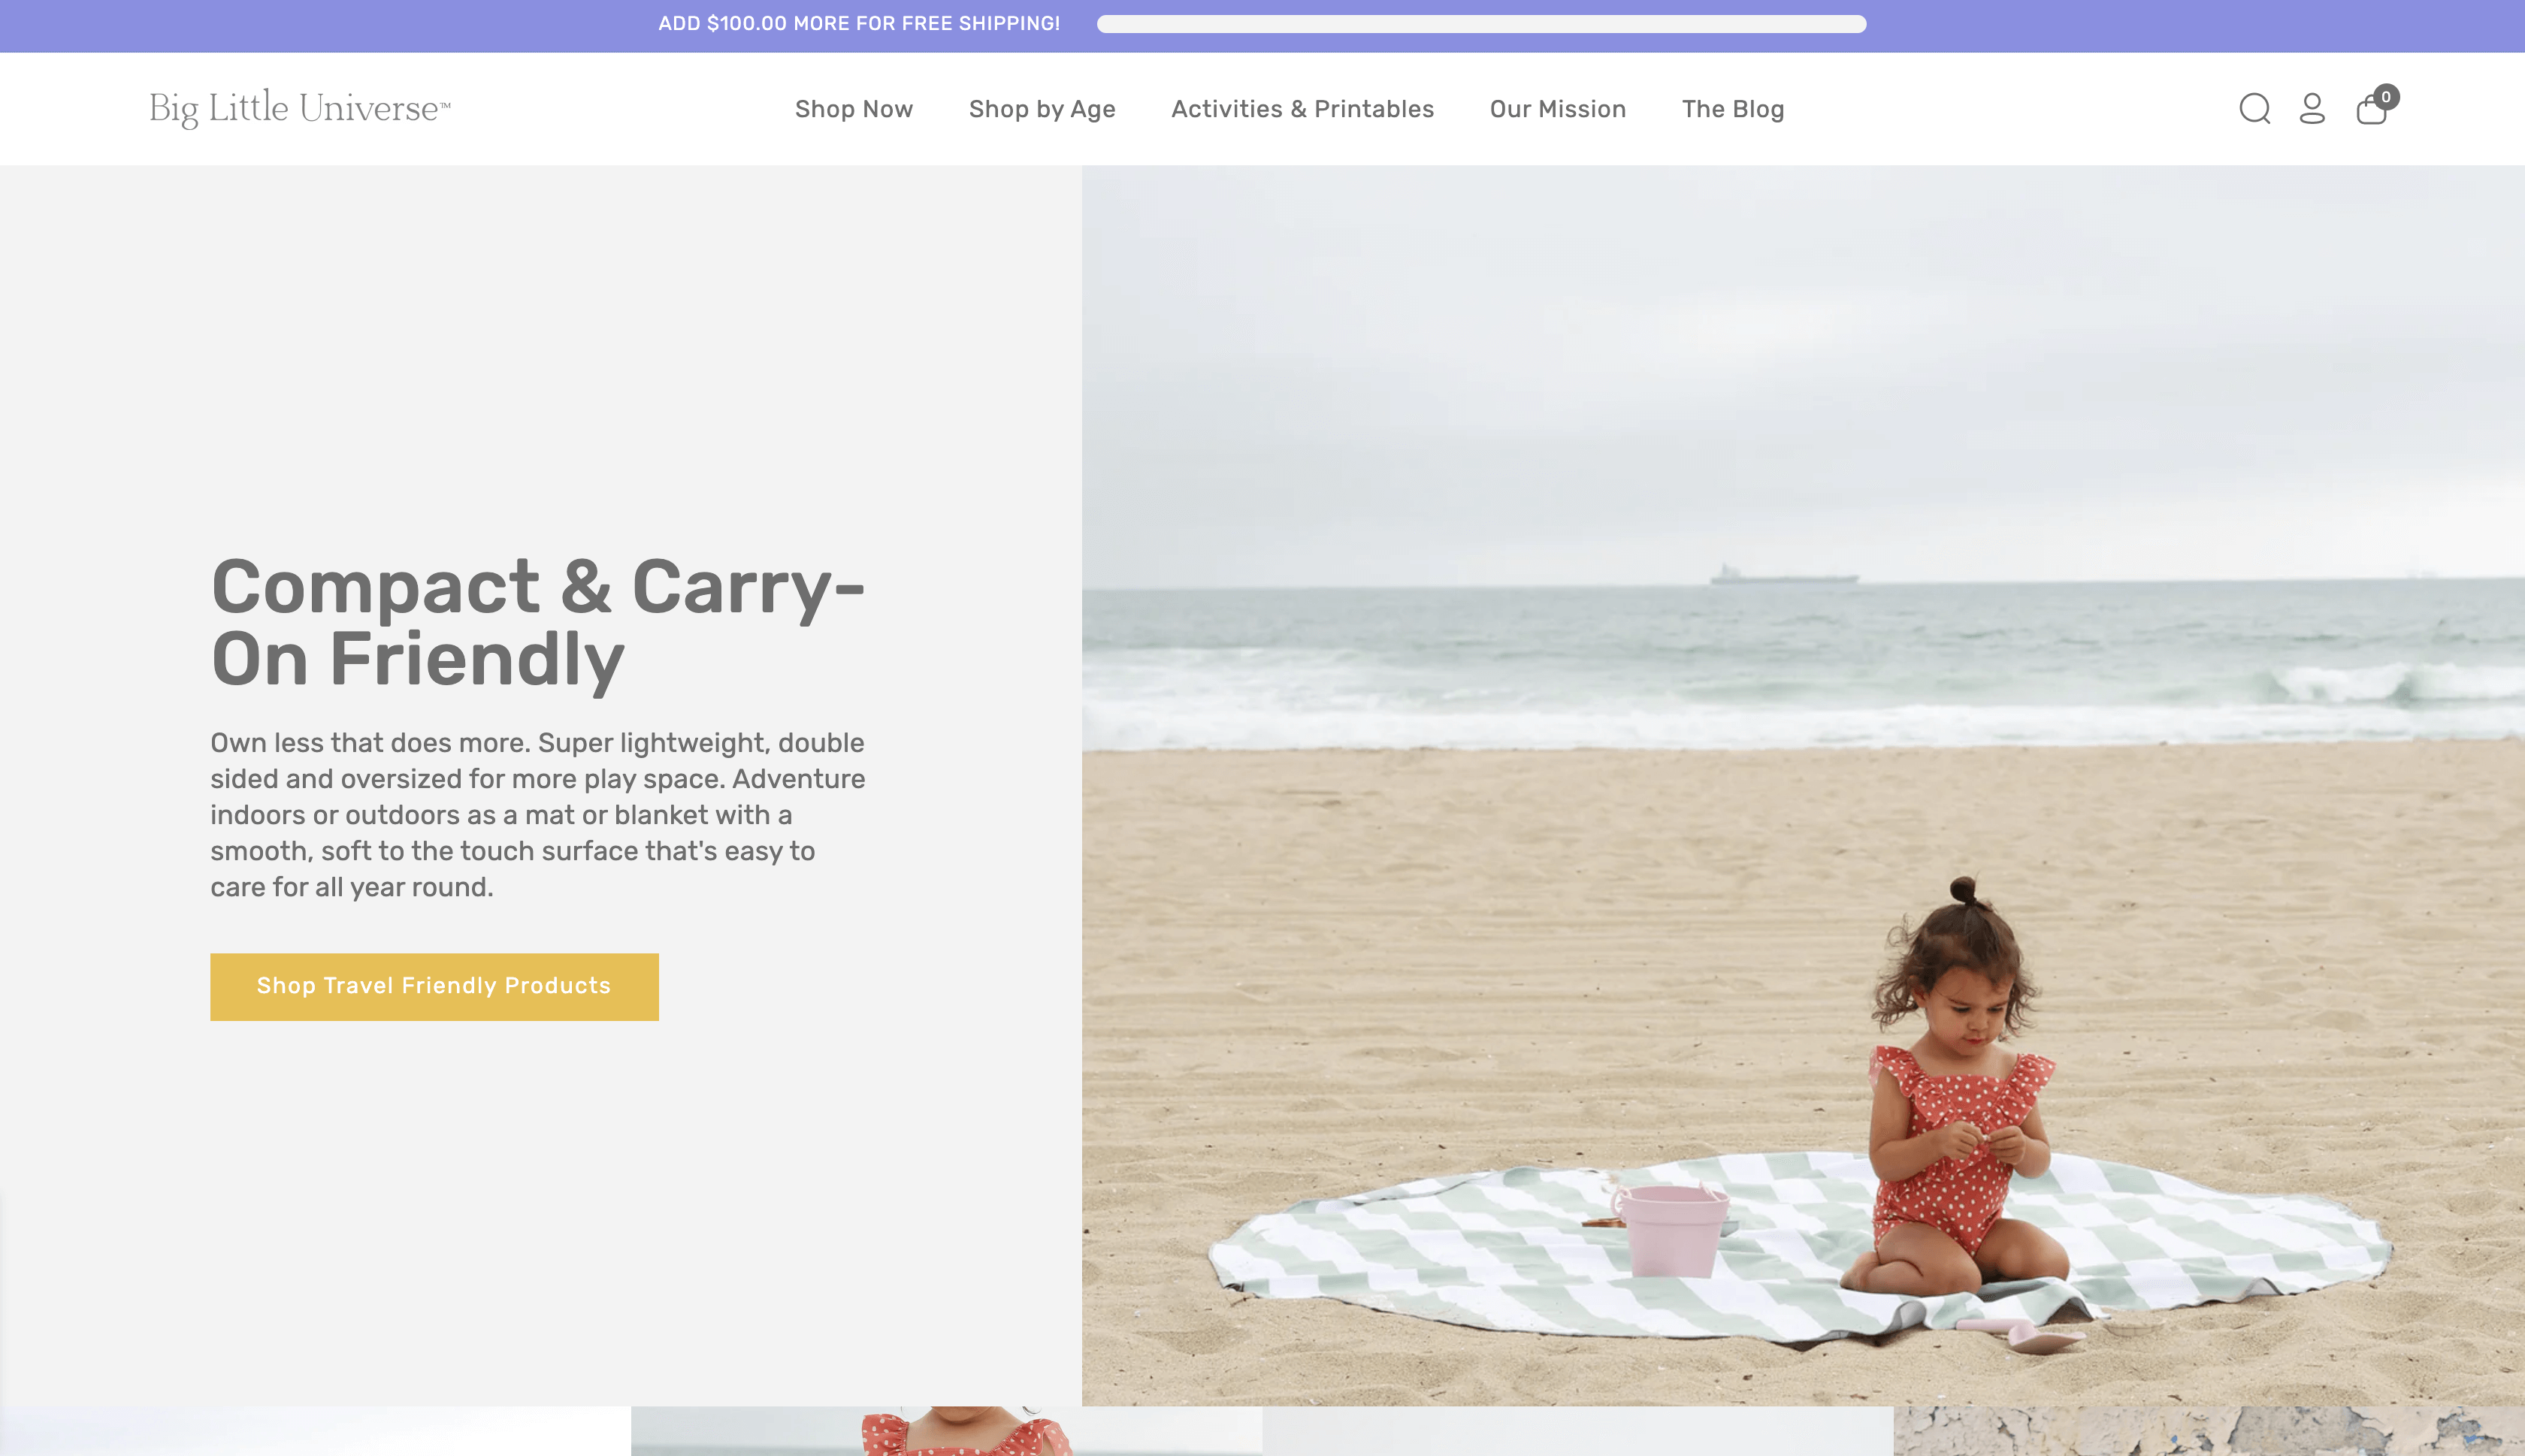 ADD $100.00 MORE FOR FREE SHIPPING!
Big Little Universe™
Shop Now
Shop by Age
Activities & Printables
Our Mission
The Blog
0
Compact & Carry-
On Friendly
Own less that does more. Super lightweight, double
sided and oversized for more play space. Adventure
indoors or outdoors as a mat or blanket with a
smooth, soft to the touch surface that's easy to
care for all year round.
Shop Travel Friendly Products